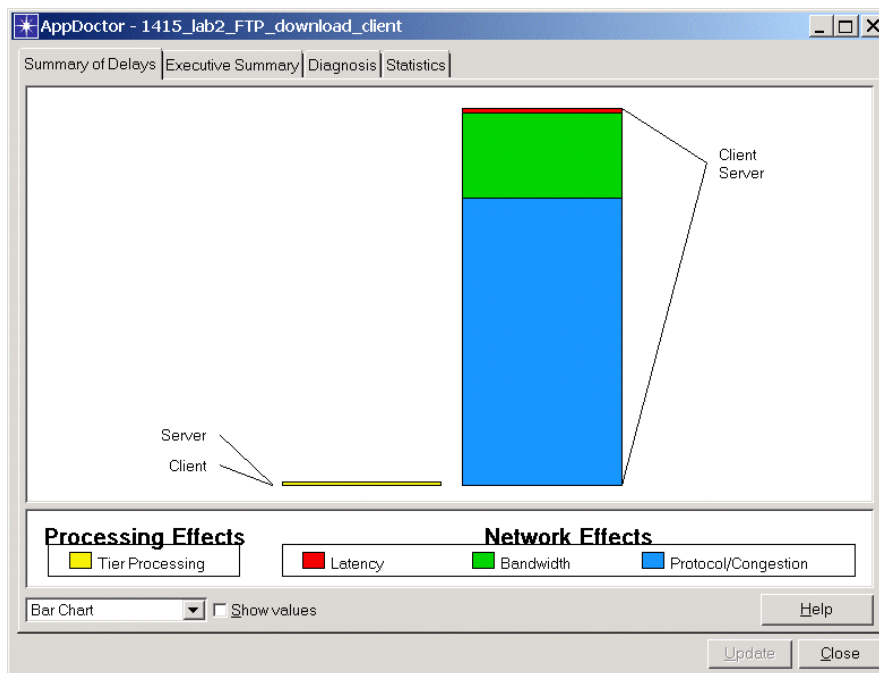 AppDoctor - 1415_lab2_FTP_download_client
Summary of Delays Executive Summary Diagnosis Statistics
Client
Server
Server
Client
Processing Effects
Tier Processing
Network Effects
Latency Bandwidth Protocol/Congestion
Bar Chart Show values Help
Update Close